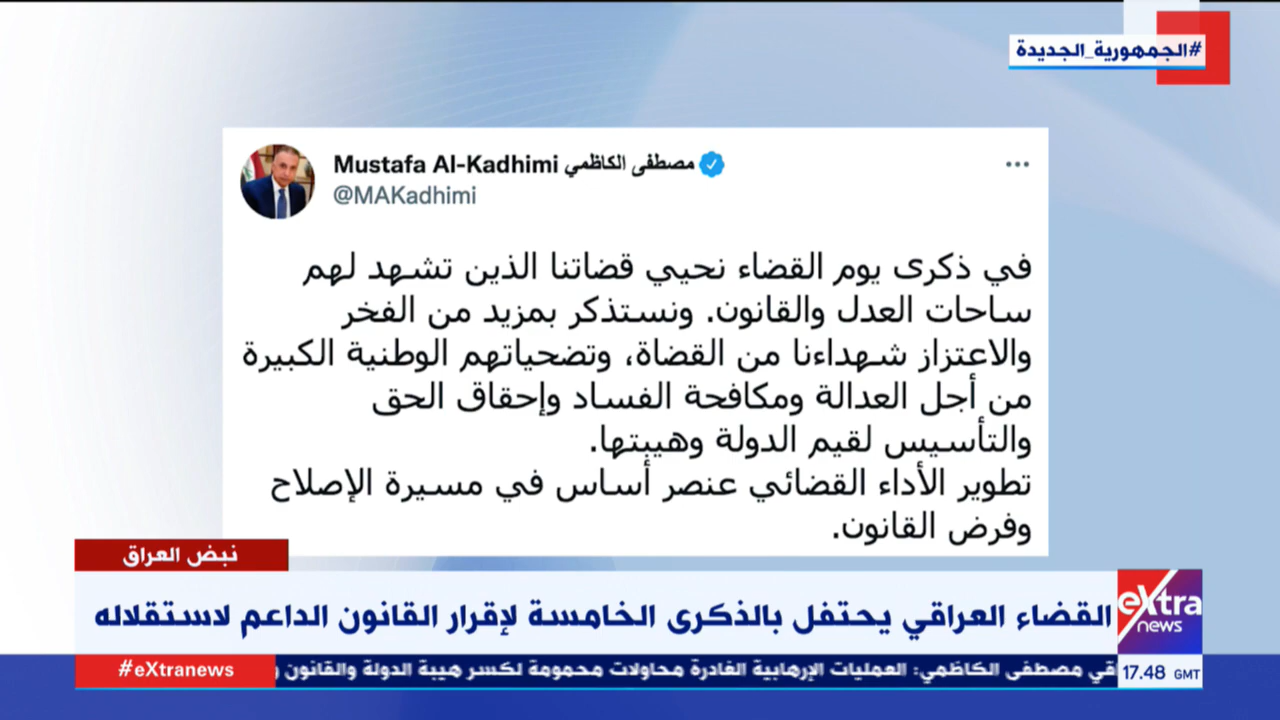 #الجمهورية_الجديدة
Mustafa Al-Kadhimi مصطفى الكاظمي
@MAKadhimi
في ذكرى يوم القضاء نحيي قضاتنا الذين تشهد لهم
ساحات العدل والقانون. ونستذكر بمزيد من الفخر
والاعتزاز شهداءنا من القضاة، وتضحياتهم الوطنية الكبيرة
من أجل العدالة ومكافحة الفساد وإحقاق الحق
والتأسيس لقيم الدولة وهيبتها.
تطوير الأداء القضائي عنصر أساس في مسيرة الإصلاح
وفرض القانون.
نبض العراق
القضاء العراقي يحتفل بالذكرى الخامسة لإقرار القانون الداعم لاستقلاله
eXtra news
#eXtranews
مصطفى الكاظمي: العمليات الإرهابية الغادرة محاولات محمومة لكسر هيبة الدولة والقانون و
17.48 GMT